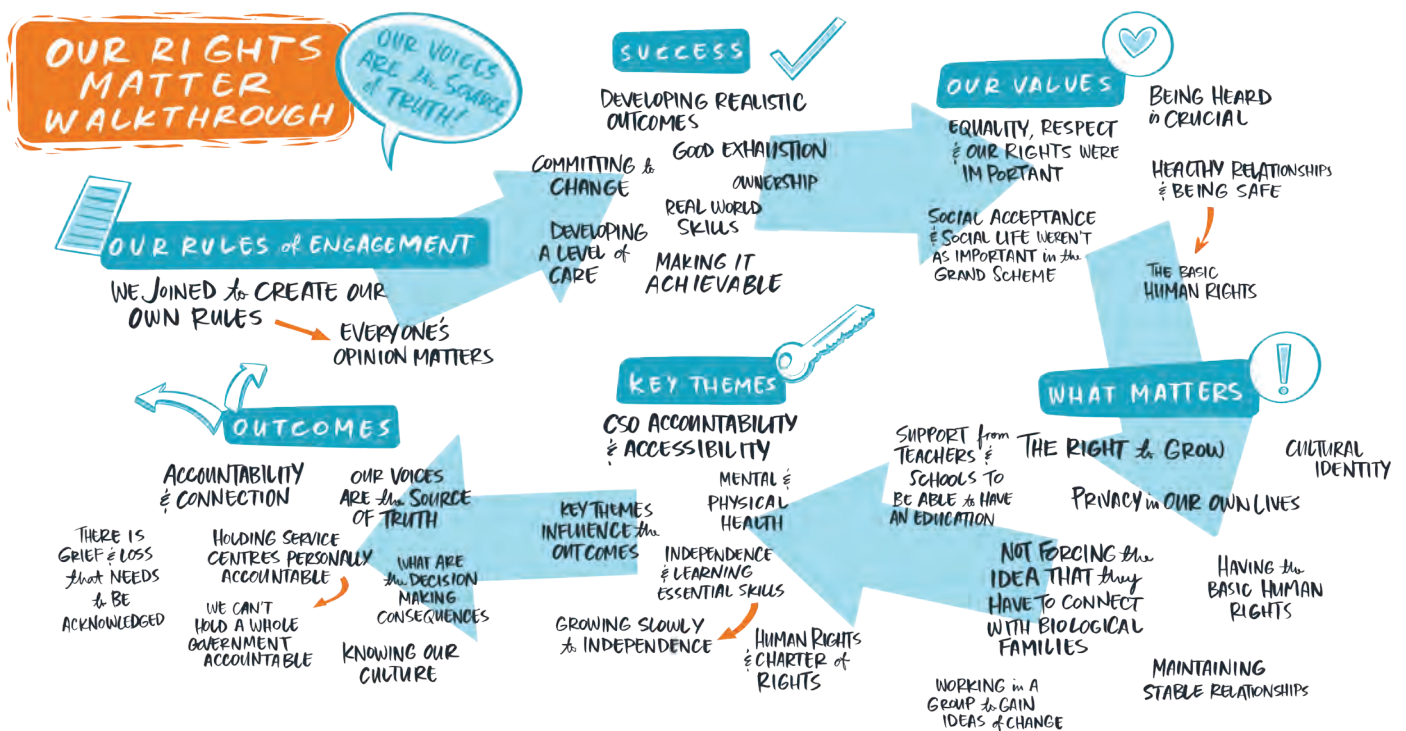 OUR RIGHTS
MATTER
WALKTHROUGH
OUR VOICES
ARE the SOURCE
of TRUTH!
OUR RULES of ENGAGEMENT
WE JOINED to CREATE OUR
OWN RULES
EVERYONE'S
OPINION MATTERS
SUCCESS
DEVELOPING REALISTIC
OUTCOMES
GOOD EXHAUSTION
COMMITTING to
CHANGE
OWNERSHIP
REAL WORLD
SKILLS
DEVELOPING
A LEVEL of
CARE
MAKING IT
ACHIEVABLE
OUR VALUES
BEING HEARD
is CRUCIAL
EQUALITY, RESPECT
& OUR RIGHTS WERE
IMPORTANT
HEALTHY RELATIONSHIPS
& BEING SAFE
SOCIAL ACCEPTANCE
& SOCIAL LIFE WEREN'T
AS IMPORTANT in the
GRAND SCHEME
THE BASIC
HUMAN RIGHTS
WHAT MATTERS
THE RIGHT to GROW
CULTURAL
IDENTITY
PRIVACY in OUR OWN LIVES
SUPPORT from
TEACHERS &
SCHOOLS TO
BE ABLE to HAVE
AN EDUCATION
NOT FORCING the
IDEA THAT they
HAVE TO CONNECT
WITH BIOLOGICAL
FAMILIES
HAVING the
BASIC HUMAN
RIGHTS
MAINTAINING
STABLE RELATIONSHIPS
WORKING in A
GROUP to GAIN
IDEAS of CHANGE
KEY THEMES
CSO ACCOUNTABILITY
& ACCESSIBILITY
MENTAL &
PHYSICAL
HEALTH
KEY THEMES
INFLUENCE the
OUTCOMES
INDEPENDENCE
& LEARNING
ESSENTIAL SKILLS
GROWING SLOWLY
to INDEPENDENCE
HUMAN RIGHTS
& CHARTER of
RIGHTS
OUTCOMES
ACCOUNTABILITY
& CONNECTION
OUR VOICES
ARE the SOURCE
OF TRUTH
THERE IS
GRIEF & LOSS
that NEEDS
to BE
ACKNOWLEDGED
HOLDING SERVICE
CENTRES PERSONALLY
ACCOUNTABLE
WE CAN'T
HOLD A WHOLE
GOVERNMENT
ACCOUNTABLE
WHAT ARE
the DECISION
MAKING
CONSEQUENCES
KNOWING OUR
CULTURE